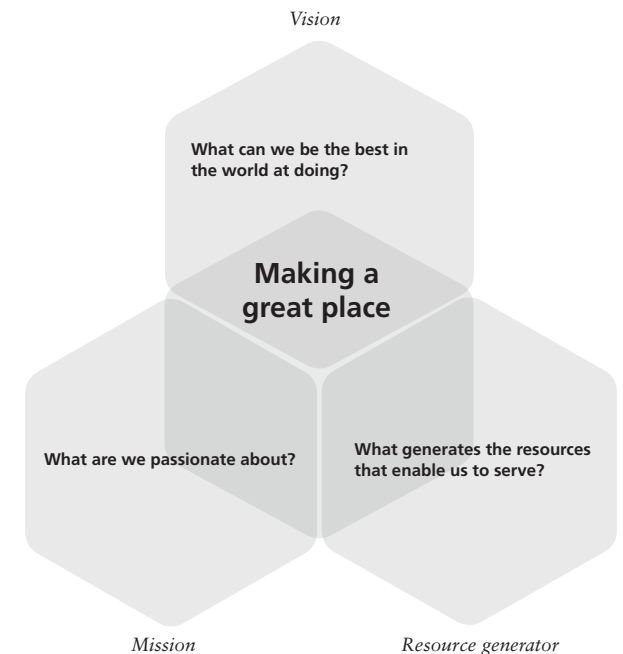 Vision
What can we be the best in
the world at doing?
Making a
great place
What are we passionate about?
What generates the resources
that enable us to serve?
Mission
Resource generator